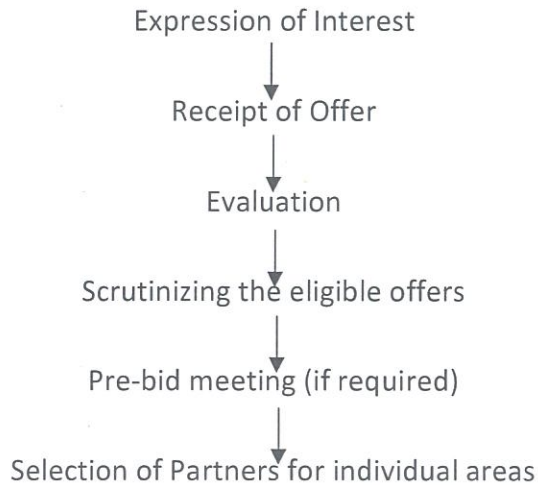 Expression of Interest
Receipt of Offer
Evaluation
Scrutinizing the eligible offers
Pre-bid meeting (if required)
Selection of Partners for individual areas